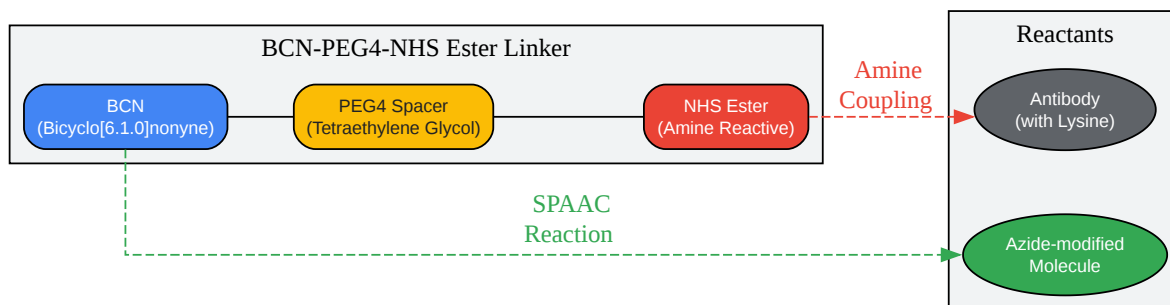 BCN-PEG4-NHS Ester Linker
BCN
(Bicyclo[6.1.0]nonyne)
PEG4 Spacer
(Tetraethylene Glycol)
NHS Ester
(Amine Reactive)
Amine
Coupling
Reactants
Antibody
(with Lysine)
SPAAC
Reaction
Azide-modified
Molecule